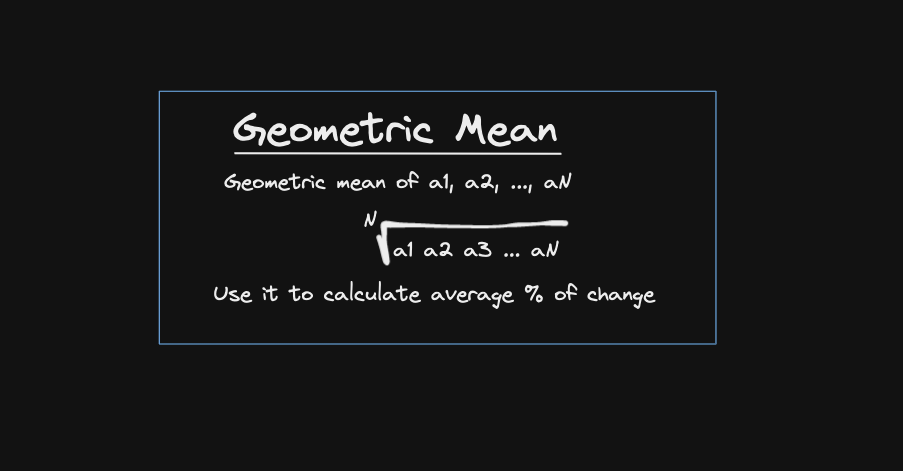 Geometric Mean
Geometric mean of a1, a2, ..., aN
N
a1 a2 a3 ... aN
Use it to calculate average % of change